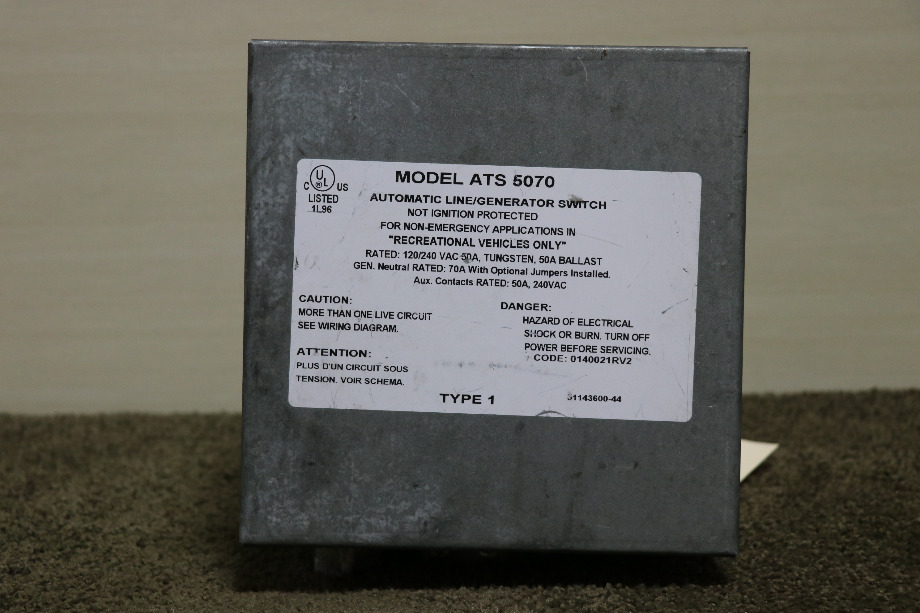 MODEL ATS 5070
C UL US
LISTED
1L96
AUTOMATIC LINE/GENERATOR SWITCH
NOT IGNITION PROTECTED
FOR NON-EMERGENCY APPLICATIONS IN
"RECREATIONAL VEHICLES ONLY"
RATED: 120/240 VAC 50A, TUNGSTEN, 50A BALLAST
GEN. Neutral RATED: 70A With Optional Jumpers Installed.
Aux. Contacts RATED: 50A, 240VAC
CAUTION:
MORE THAN ONE LIVE CIRCUIT
SEE WIRING DIAGRAM.
ATTENTION:
PLUS D'UN CIRCUIT SOUS
TENSION. VOIR SCHEMA.
DANGER:
HAZARD OF ELECTRICAL
SHOCK OR BURN. TURN OFF
POWER BEFORE SERVICING.
CODE: 0140021RV2
TYPE 1
31143600-44